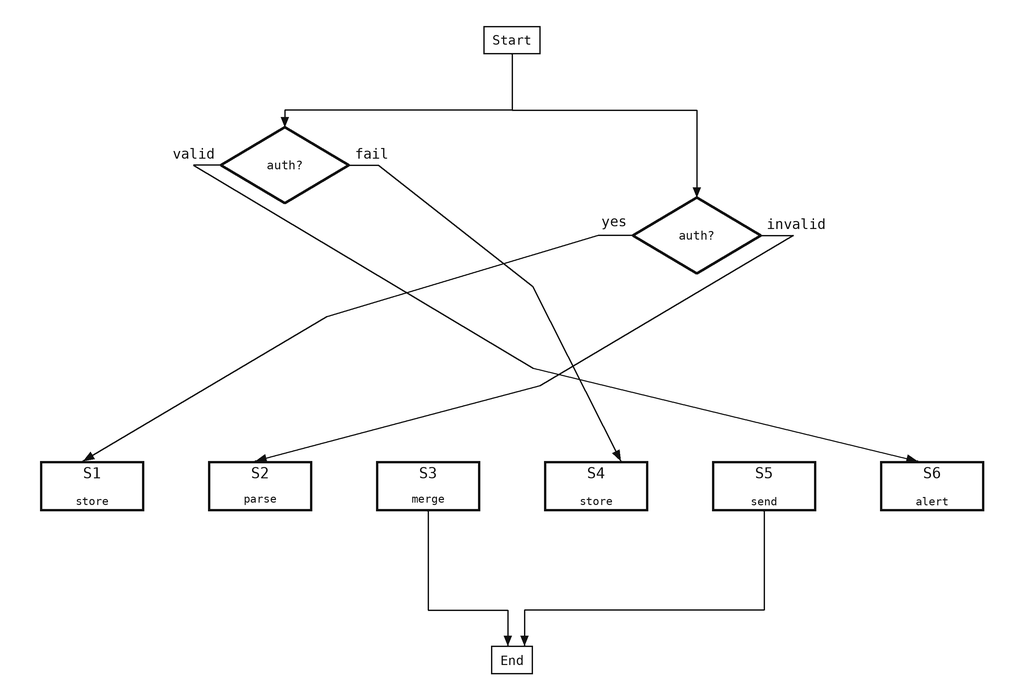 Start
valid
auth?
fail
yes
auth?
invalid
S1
store
S2
parse
S3
merge
S4
store
S5
send
S6
alert
End